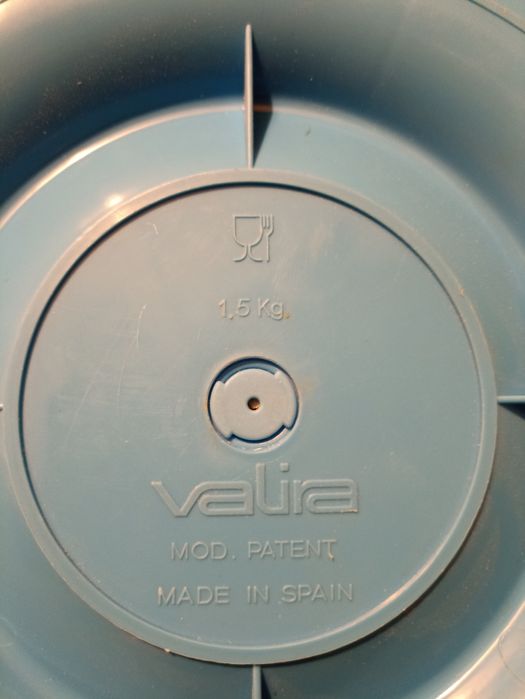 1,5 Kg.
valira
MOD. PATENT
MADE IN SPAIN